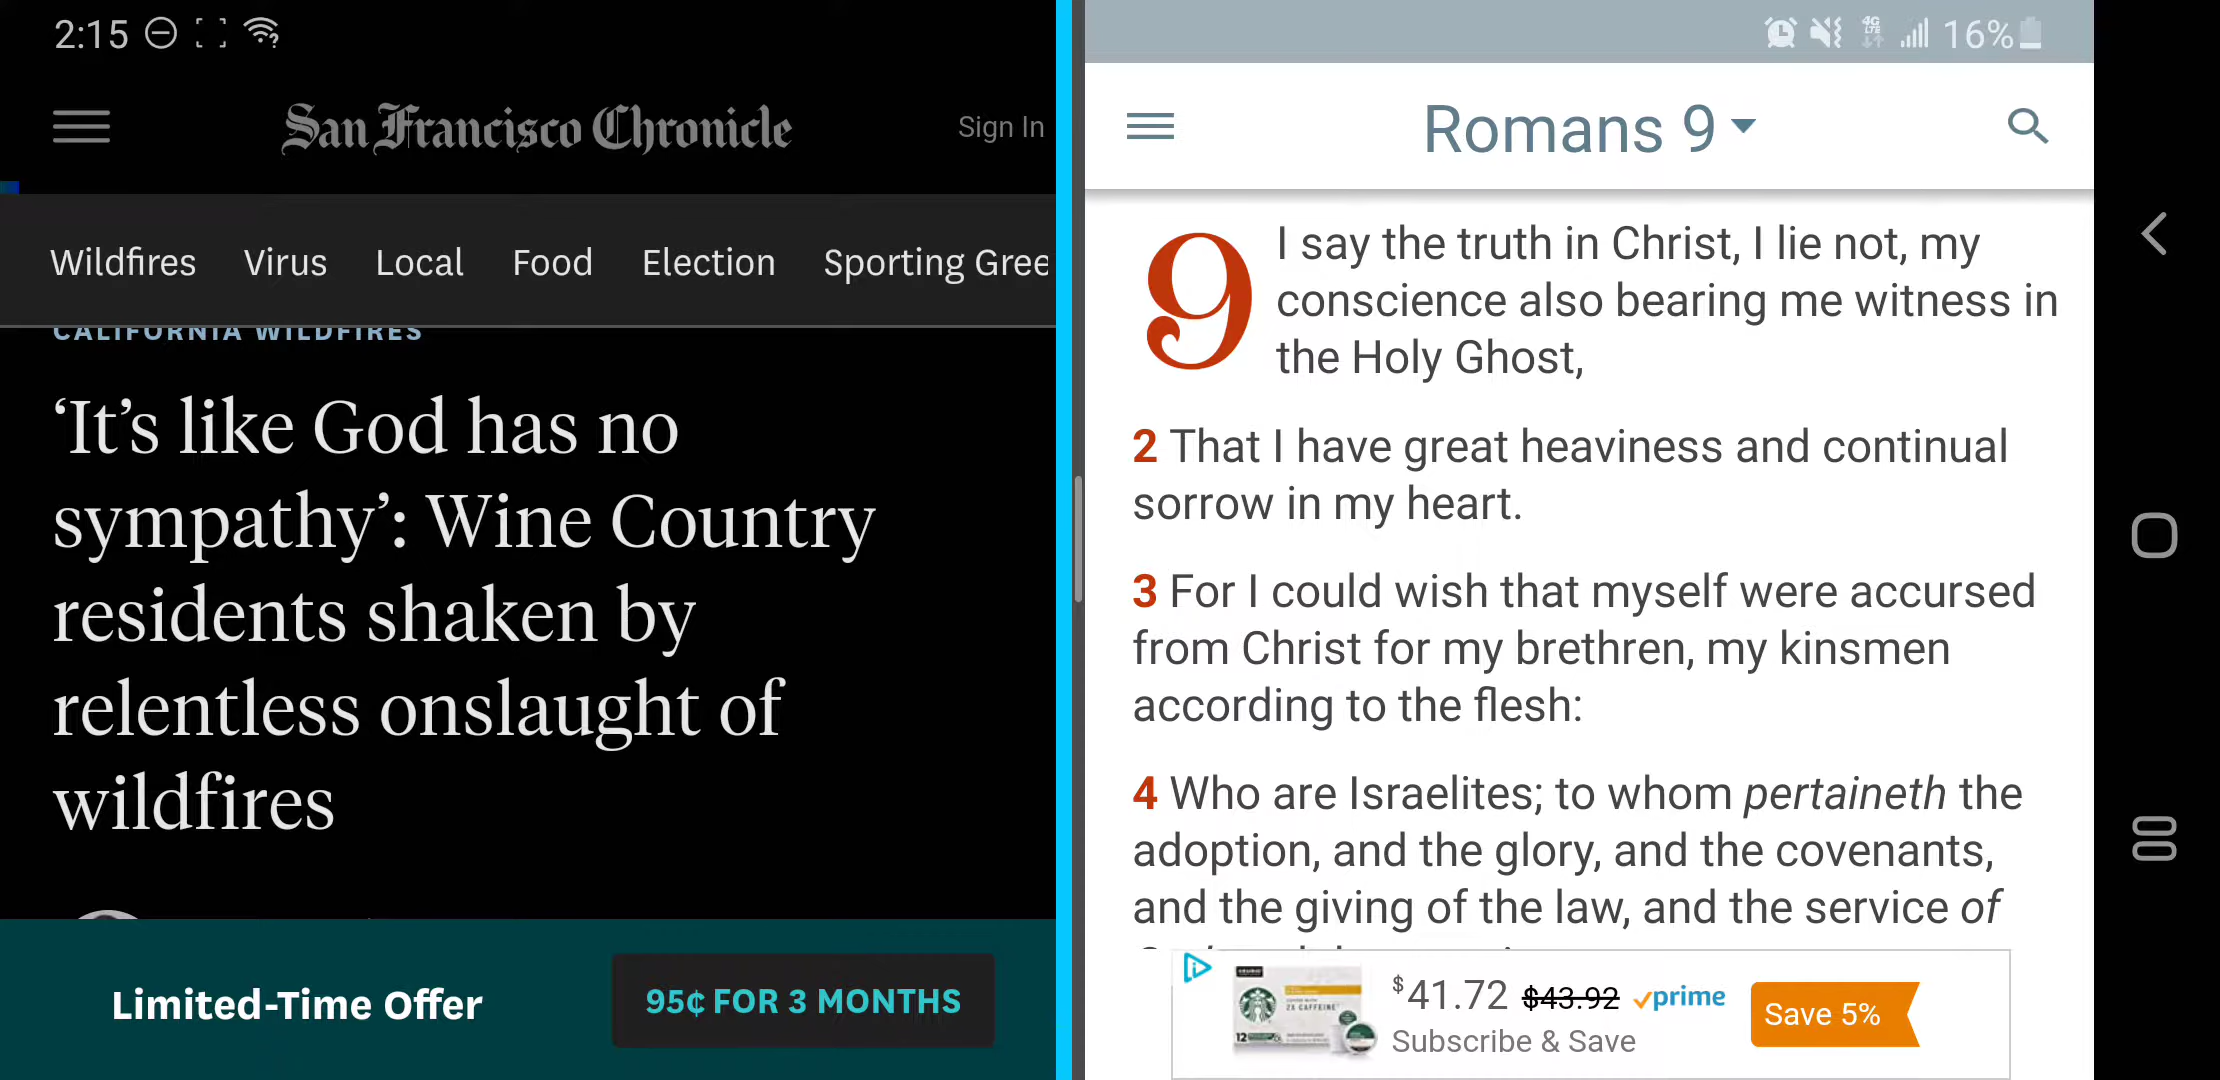 2:15
San Francisco Chronicle
Sign In
Wildfires Virus Local Food Election Sporting Gree
CALIFORNIA WILDFIRES
‘It’s like God has no
sympathy’: Wine Country
residents shaken by
relentless onslaught of
wildfires
Limited-Time Offer
95¢ FOR 3 MONTHS
4G
LTE
16%
Romans 9
9 I say the truth in Christ, I lie not, my
conscience also bearing me witness in
the Holy Ghost,
2 That I have great heaviness and continual
sorrow in my heart.
3 For I could wish that myself were accursed
from Christ for my brethren, my kinsmen
according to the flesh:
4 Who are Israelites; to whom pertaineth the
adoption, and the glory, and the covenants,
and the giving of the law, and the service of
$41.72 $43.92 prime
Subscribe & Save
Save 5%
2X CAFFEINE
12